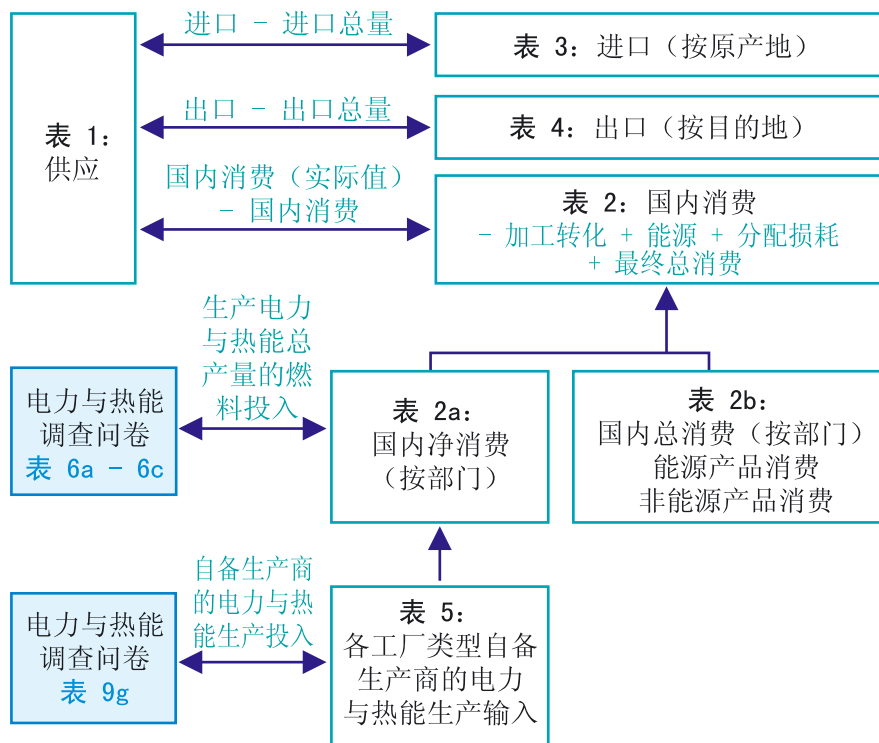 进口 - 进口总量
表 3：进口（按原产地）
表 1：
供应
出口 - 出口总量
表 4：出口（按目的地）
国内消费（实际值）
- 国内消费
表 2：国内消费
- 加工转化 + 能源 + 分配损耗
+ 最终总消费
生产电力
与热能总
产量的燃
料投入
电力与热能
调查问卷
表 6a - 6c
表 2a：
国内净消费
（按部门）
表 2b：
国内总消费（按部门）
能源产品消费
非能源产品消费
自备生产商
的电力与热
能生产投入
电力与热能
调查问卷
表 9g
表 5：
各工厂类型自备
生产商的电力
与热能生产输入